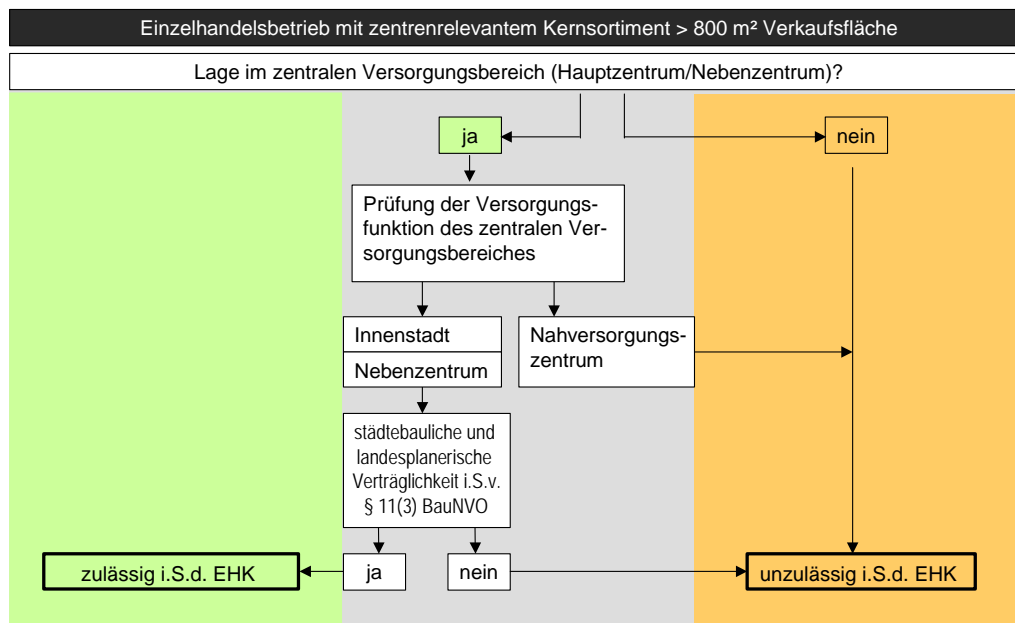 Einzelhandelsbetrieb mit zentrenrelevantem Kernsortiment > 800 m² Verkaufsfläche
Lage im zentralen Versorgungsbereich (Hauptzentrum/Nebenzentrum)?
ja
nein
Prüfung der Versorgungs-
funktion des zentralen Ver-
sorgungsbereiches
Innenstadt
Nebenzentrum
Nahversorgungs-
zentrum
städtebauliche und
landesplanerische
Verträglichkeit i.S.v.
§ 11(3) BauNVO
zulässig i.S.d. EHK
ja
nein
unzulässig i.S.d. EHK